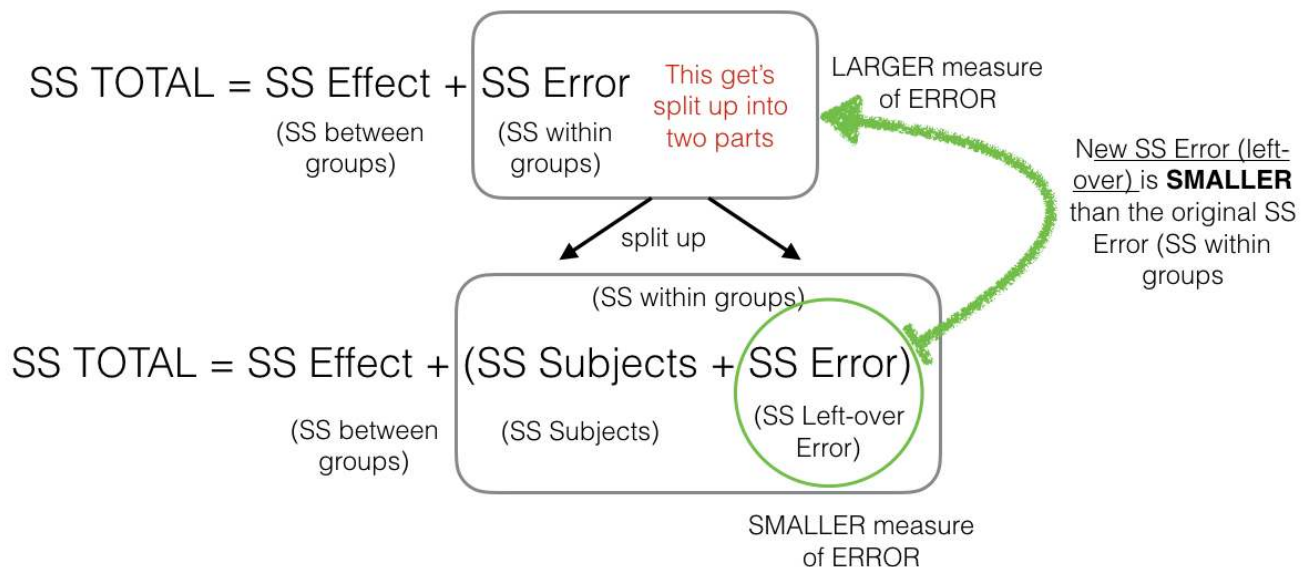 SS TOTAL = SS Effect + SS Error
(SS between
groups)
(SS within
groups)
This get's
split up into
two parts
LARGER measure
of ERROR
New SS Error (left-
over) is SMALLER
than the original SS
Error (SS within
groups
split up
(SS within groups)
SS TOTAL = SS Effect + (SS Subjects + SS Error)
(SS between
groups)
(SS Subjects)
(SS Left-over
Error)
SMALLER measure
of ERROR